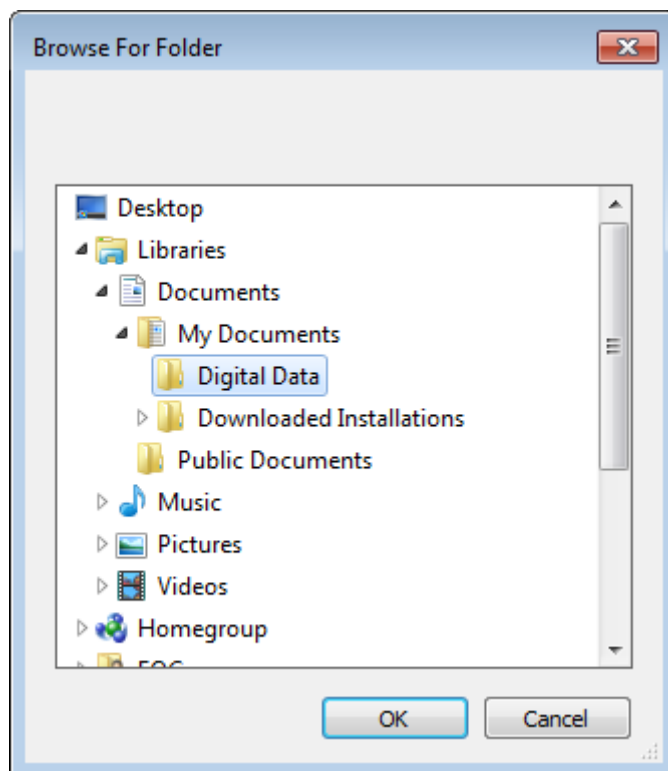 Browse For Folder
Desktop
Libraries
Documents
My Documents
Digital Data
Downloaded Installations
Public Documents
Music
Pictures
Videos
Homegroup
OK
Cancel